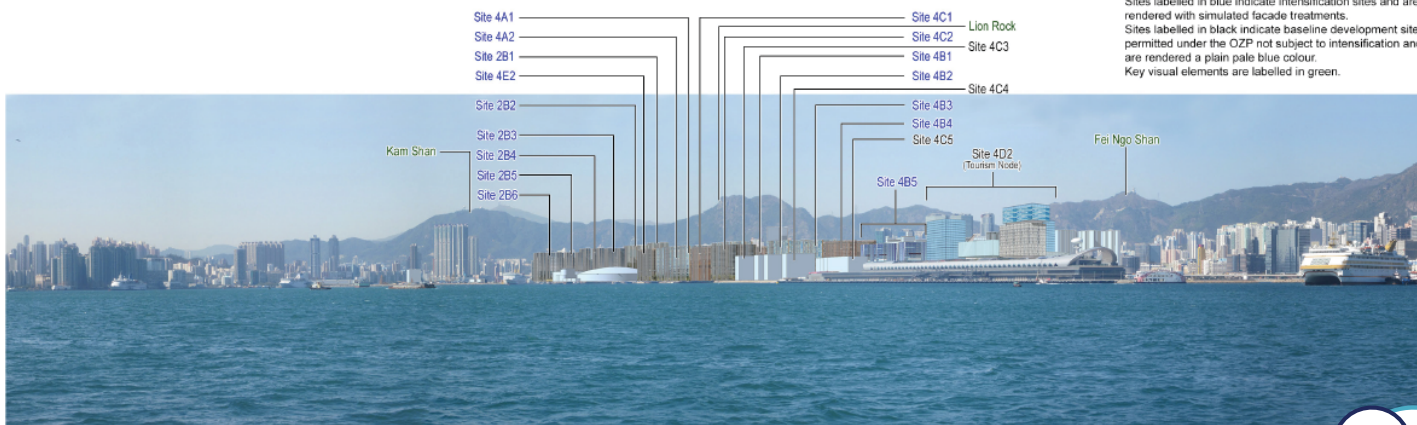 Sites labelled in blue indicate intensification sites and are
rendered with simulated facade treatments.
Sites labelled in black indicate baseline development site
permitted under the OZP not subject to intensification and
are rendered a plain pale blue colour.
Key visual elements are labelled in green.
Site 4A1
Site 4A2
Site 2B1
Site 4E2
Site 2B2
Site 2B3
Site 2B4
Site 2B5
Site 2B6
Kam Shan
Site 4C1
Lion Rock
Site 4C2
Site 4C3
Site 4B1
Site 4B2
Site 4C4
Site 4B3
Site 4B4
Site 4C5
Site 4B5
Site 4D2
(Tourism Node)
Fei Ngo Shan